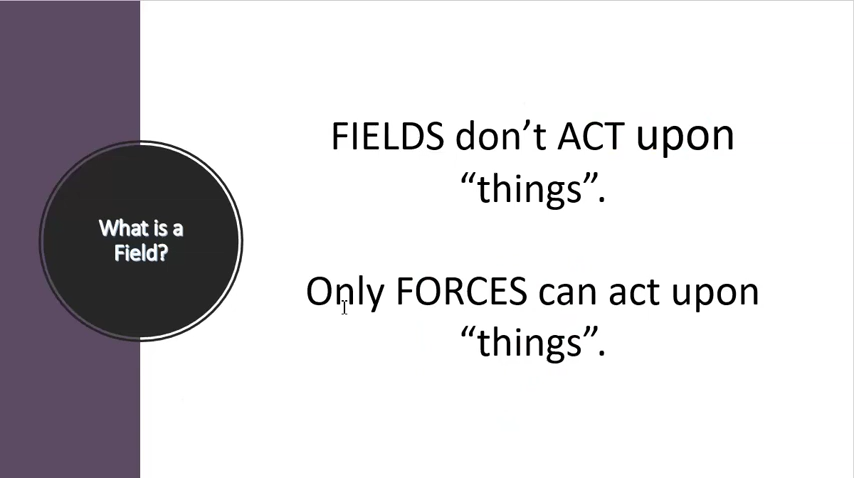 What is a
Field?
FIELDS don’t ACT upon
“things”.
Only FORCES can act upon
“things”.